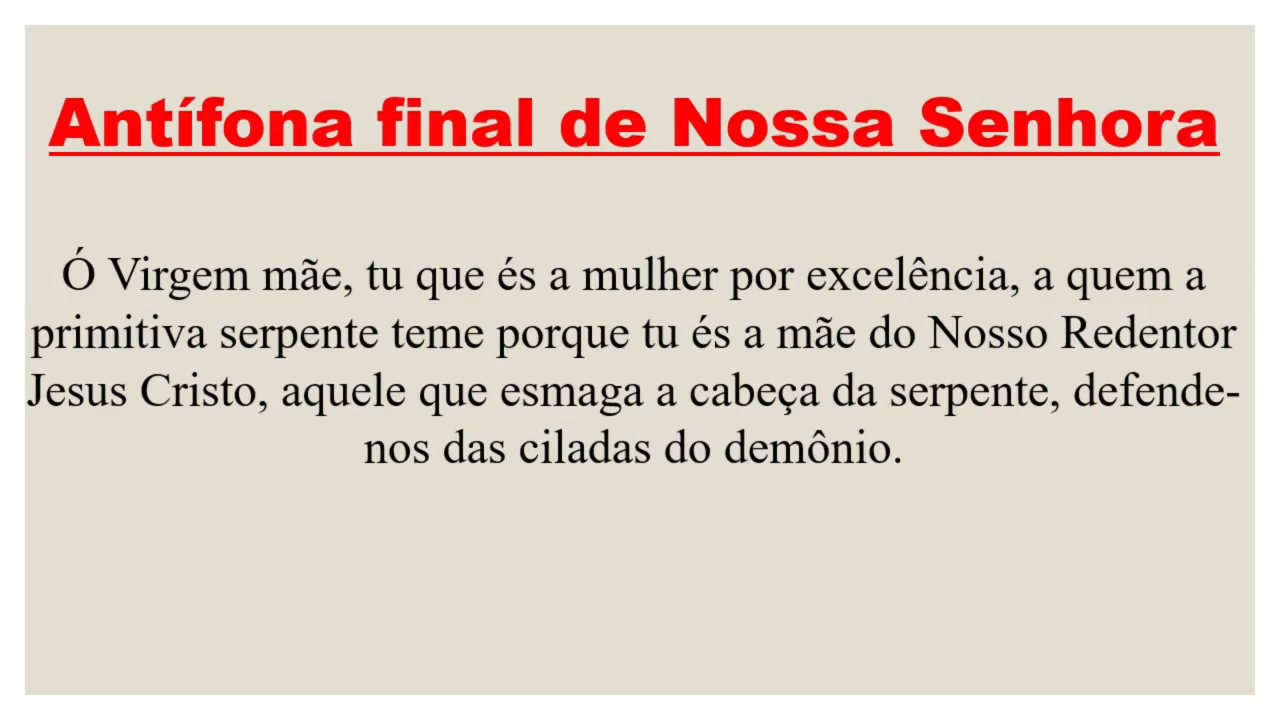 Antífona final de Nossa Senhora
Ó Virgem mãe, tu que és a mulher por excelência, a quem a
primitiva serpente teme porque tu és a mãe do Nosso Redentor
Jesus Cristo, aquele que esmaga a cabeça da serpente, defende-
nos das ciladas do demônio.